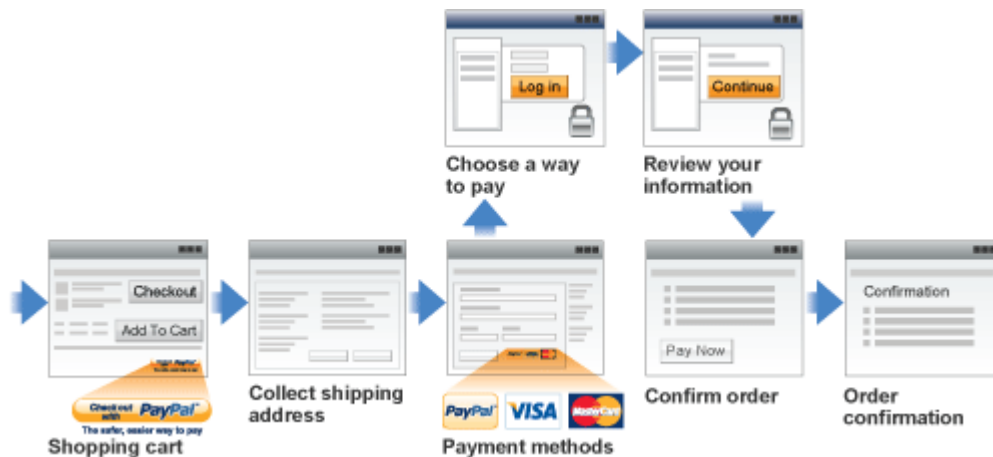 Log in
Continue
Choose a way
to pay
Review your
information
Checkout
Add To Cart
Check out
with PayPal™
The safer, easier way to pay
Shopping cart
Collect shipping
address
PayPal™
VISA
MasterCard
Payment methods
Pay Now
Confirm order
Confirmation
Order
confirmation